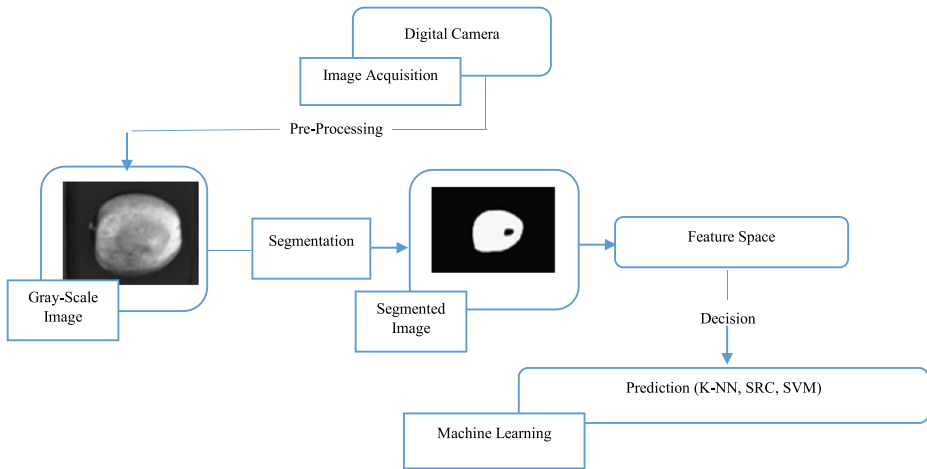 Digital Camera
Image Acquisition
Pre-Processing
Gray-Scale
Image
Segmentation
Segmented
Image
Feature Space
Decision
Prediction (K-NN, SRC, SVM)
Machine Learning